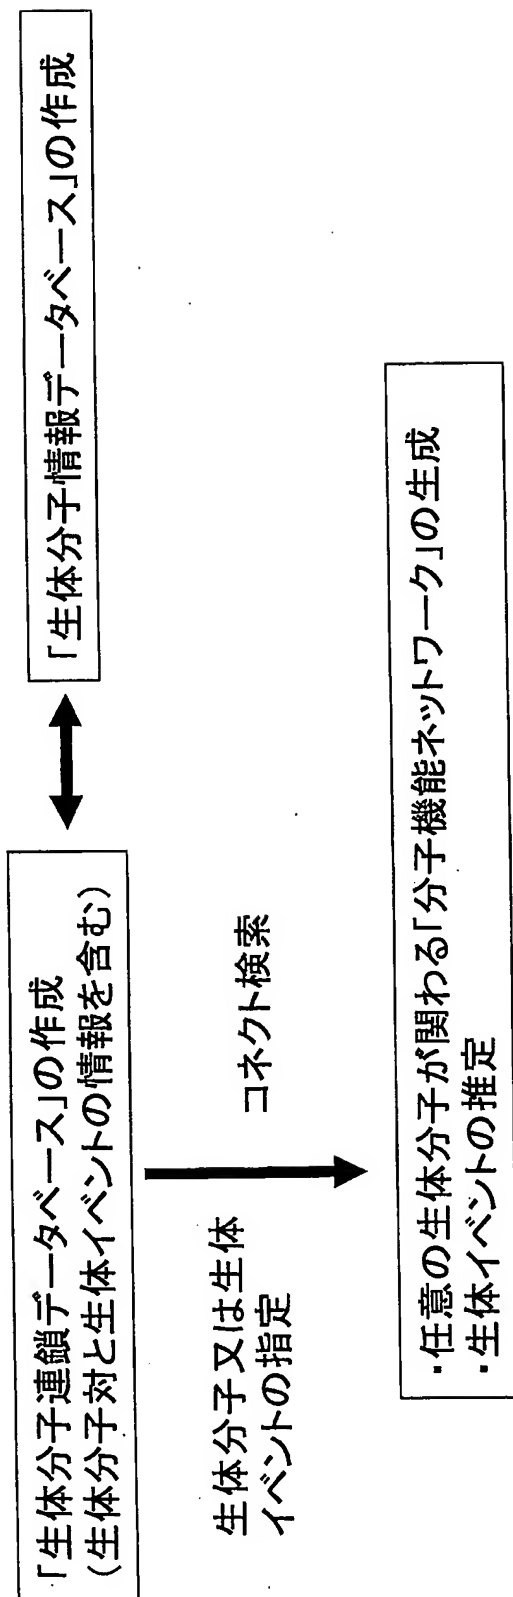 「生体分子連鎖データベース」の作成
(生体分子対と生体イベントの情報を含む)
「生体分子情報データベース」の作成
生体分子又は生体
イベントの指定
コネクト検索
・任意の生体分子が関わる「分子機能ネットワーク」の生成
・生体イベントの推定